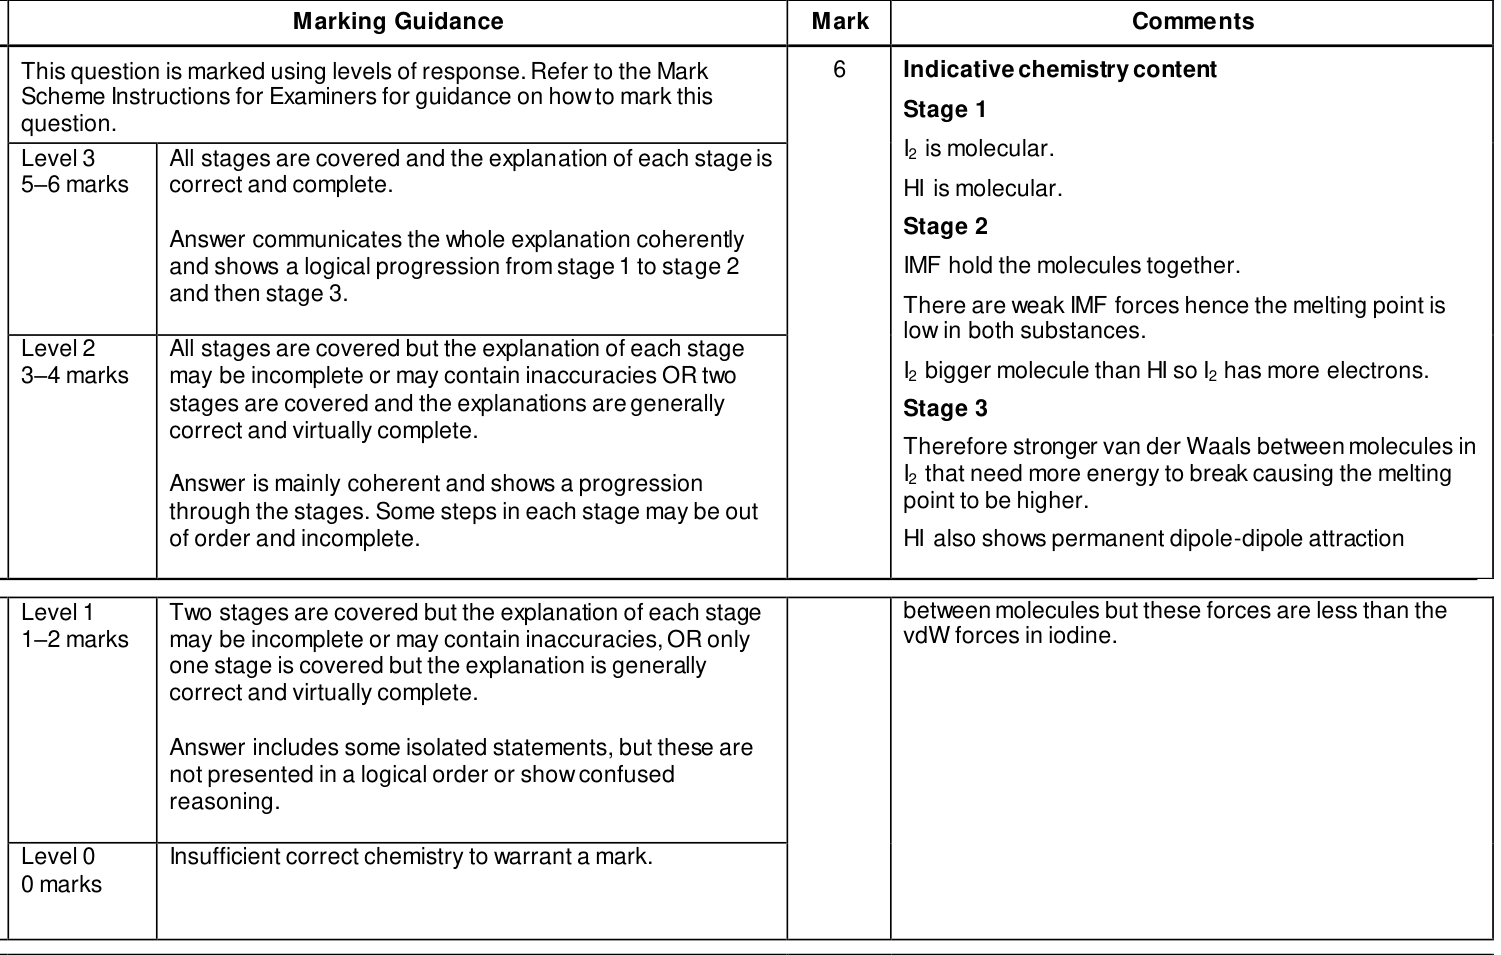 Marking Guidance
Mark
Comments
This question is marked using levels of response. Refer to the Mark
Scheme Instructions for Examiners for guidance on how to mark this
question.
6
Level 3
5–6 marks
All stages are covered and the explanation of each stage is
correct and complete.
Answer communicates the whole explanation coherently
and shows a logical progression from stage 1 to stage 2
and then stage 3.
Level 2
3–4 marks
All stages are covered but the explanation of each stage
may be incomplete or may contain inaccuracies OR two
stages are covered and the explanations are generally
correct and virtually complete.
Answer is mainly coherent and shows a progression
through the stages. Some steps in each stage may be out
of order and incomplete.
Indicative chemistry content
Stage 1
I₂ is molecular.
HI is molecular.
Stage 2
IMF hold the molecules together.
There are weak IMF forces hence the melting point is
low in both substances.
I₂ bigger molecule than HI so I₂ has more electrons.
Stage 3
Therefore stronger van der Waals between molecules in
I₂ that need more energy to break causing the melting
point to be higher.
HI also shows permanent dipole-dipole attraction
Level 1
1–2 marks
Two stages are covered but the explanation of each stage
may be incomplete or may contain inaccuracies, OR only
one stage is covered but the explanation is generally
correct and virtually complete.
Answer includes some isolated statements, but these are
not presented in a logical order or show confused
reasoning.
between molecules but these forces are less than the
vdW forces in iodine.
Level 0
0 marks
Insufficient correct chemistry to warrant a mark.